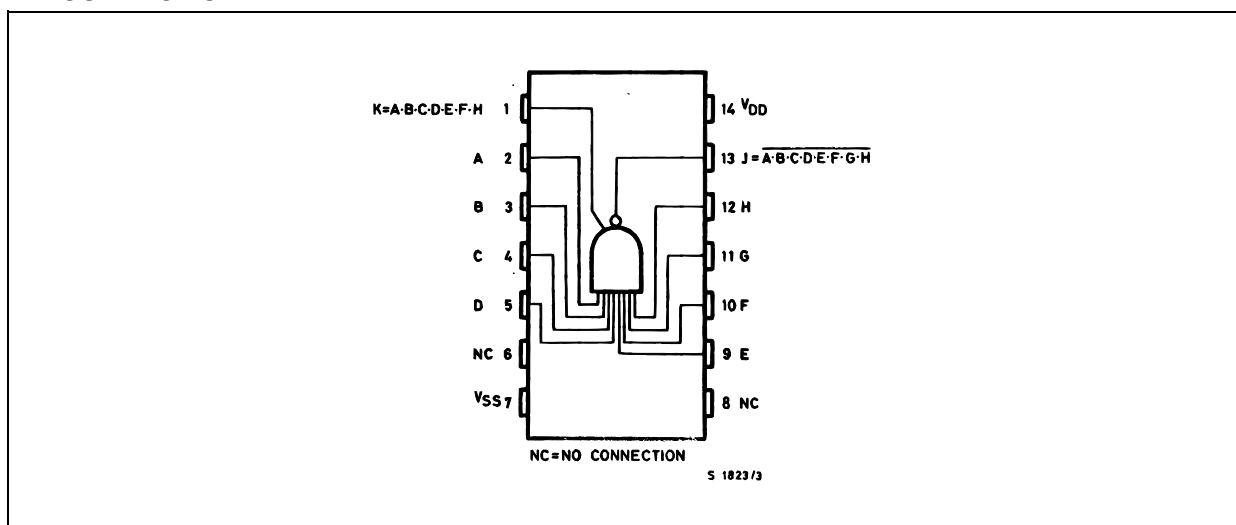 K=A·B·C·D·E·F·H 1
A 2
B 3
C 4
D 5
NC 6
VSS 7
14 VDD
13 J=A·B·C·D·E·F·G·H
12 H
11 G
10 F
9 E
8 NC
NC=NO CONNECTION
S 1823/3